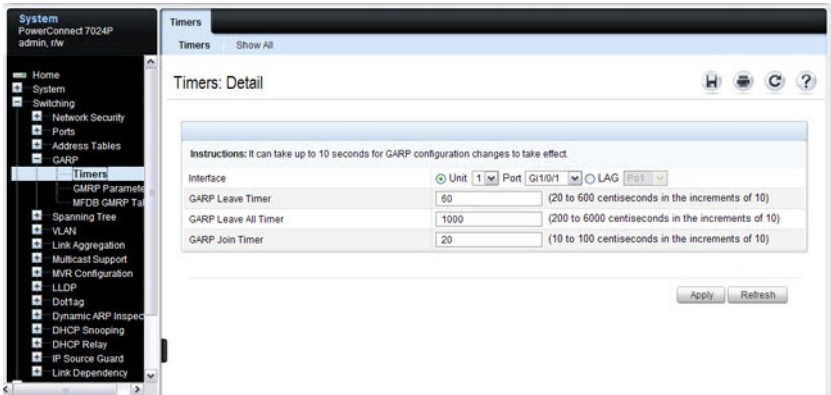 System
PowerConnect 7024P
admin, r/w
Home
System
Switching
Network Security
Ports
Address Tables
GARP
Timers
GMRP Paramete
MFDB GMRP Tal
Spanning Tree
VLAN
Link Aggregation
Multicast Support
MVR Configuration
LLDP
Dot1ag
Dynamic ARP Inspec
DHCP Snooping
DHCP Relay
IP Source Guard
Link Dependency
Timers
Timers Show All
Timers: Detail
Instructions: It can take up to 10 seconds for GARP configuration changes to take effect.
Interface Unit 1 Port Gi1/0/1 LAG Po1
GARP Leave Timer 60 (20 to 600 centiseconds in the increments of 10)
GARP Leave All Timer 1000 (200 to 6000 centiseconds in the increments of 10)
GARP Join Timer 20 (10 to 100 centiseconds in the increments of 10)
Apply Refresh